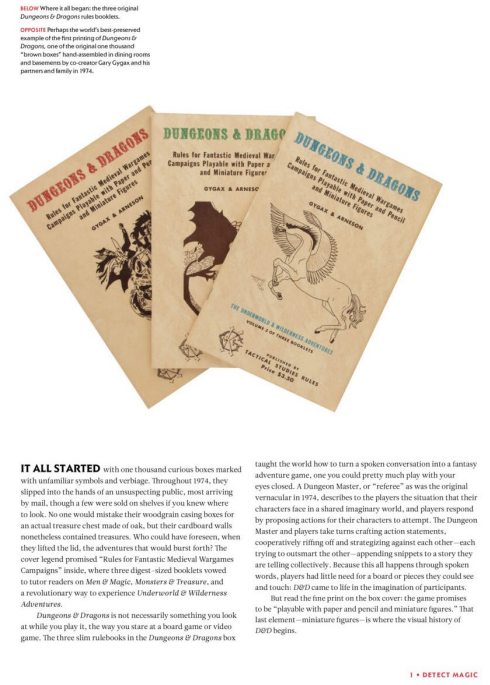 BELOW Where it all began: the three original
Dungeons & Dragons rules booklets.
OPPOSITE Perhaps the world's best-preserved
example of the first printing of Dungeons &
Dragons, one of the original one thousand
"brown boxes" hand-assembled in dining rooms
and basements by co-creator Gary Gygax and his
partners and family in 1974.
DUNGEONS & DRAGONS
Rules for Fantastic Medieval Wargames
Campaigns Playable with Paper and Per
and Miniature Figures
GYGAX & ARNESON
DUNGEONS & DRAGO
Rules for Fantastic Medieval War
Campaigns Playable with Paper a
and Miniature Figure
GYGAX & ARNESO
DUNGEONS & DRAGONS
Rules for Fantastic Medieval Wargames
Campaigns Playable with Paper and Pencil
and Miniature Figures
GYGAX & ARNESON
THE UNDERWORLD & WILDERNESS ADVENTURES
VOLUME 3 OF THREE BOOKLETS
PUBLISHED BY
TACTICAL STUDIES RULES
Price $3.50
IT ALL STARTED with one thousand curious boxes marked
with unfamiliar symbols and verbiage. Throughout 1974, they
slipped into the hands of an unsuspecting public, most arriving
by mail, though a few were sold on shelves if you knew where
to look. No one would mistake their woodgrain casing boxes for
an actual treasure chest made of oak, but their cardboard walls
nonetheless contained treasures. Who could have foreseen, when
they lifted the lid, the adventures that would burst forth? The
cover legend promised "Rules for Fantastic Medieval Wargames
Campaigns" inside, where three digest-sized booklets vowed
to tutor readers on Men & Magic, Monsters & Treasure, and
a revolutionary way to experience Underworld & Wilderness
Adventures.
Dungeons & Dragons is not necessarily something you look
at while you play it, the way you stare at a board game or video
game. The three slim rulebooks in the Dungeons & Dragons box
taught the world how to turn a spoken conversation into a fantasy
adventure game, one you could pretty much play with your
eyes closed. A Dungeon Master, or "referee" as was the original
vernacular in 1974, describes to the players the situation that their
characters face in a shared imaginary world, and players respond
by proposing actions for their characters to attempt. The Dungeon
Master and players take turns crafting action statements,
cooperatively riffing off and strategizing against each other—each
trying to outsmart the other—appending snippets to a story they
are telling collectively. Because this all happens through spoken
words, players had little need for a board or pieces they could see
and touch: D&D came to life in the imagination of participants.
But read the fine print on the box cover: the game promises
to be "playable with paper and pencil and miniature figures." That
last element—miniature figures—is where the visual history of
D&D begins.
1 • DETECT MAGIC